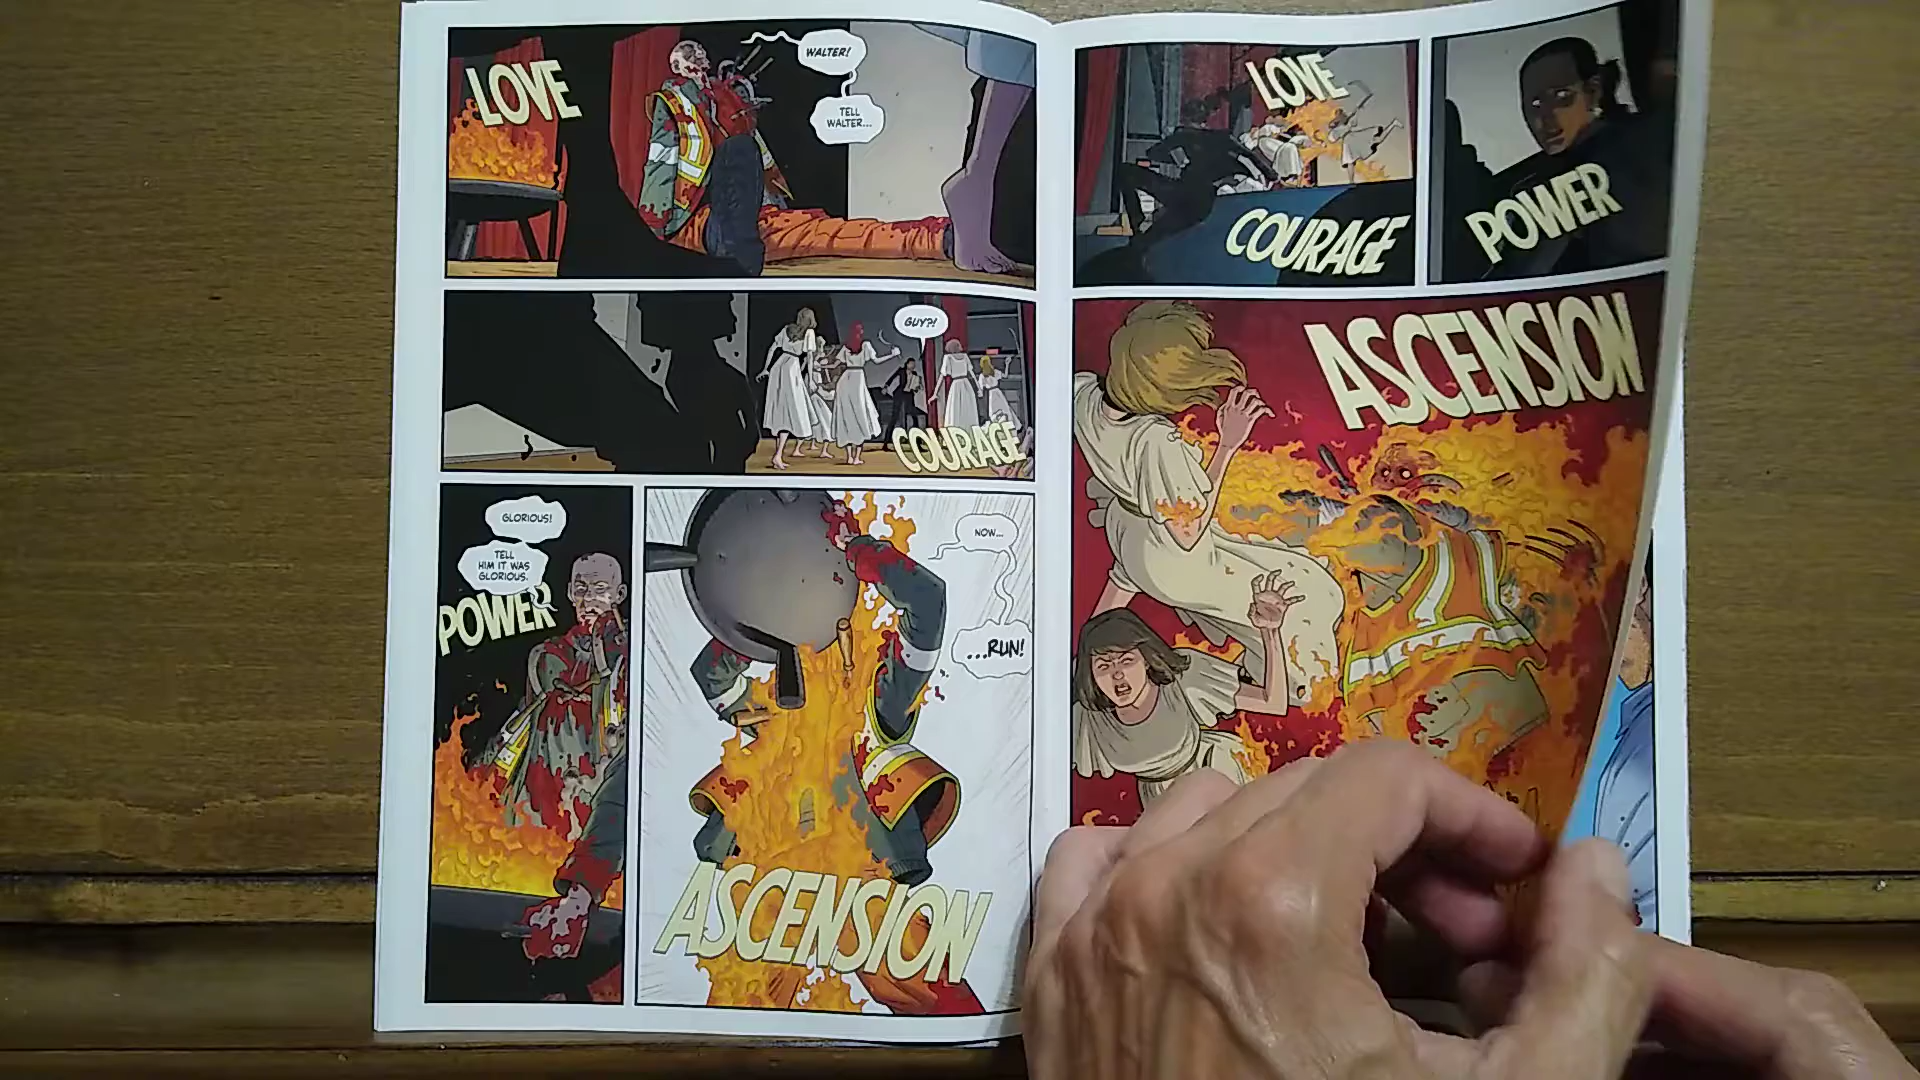 LOVE
WALTER!
TELL
WALTER...
GUY?!
COURAGE
GLORIOUS!
TELL
HIM IT WAS
GLORIOUS.
POWER
NOW...
...RUN!
ASCENSION
LOVE
COURAGE
POWER
ASCENSION